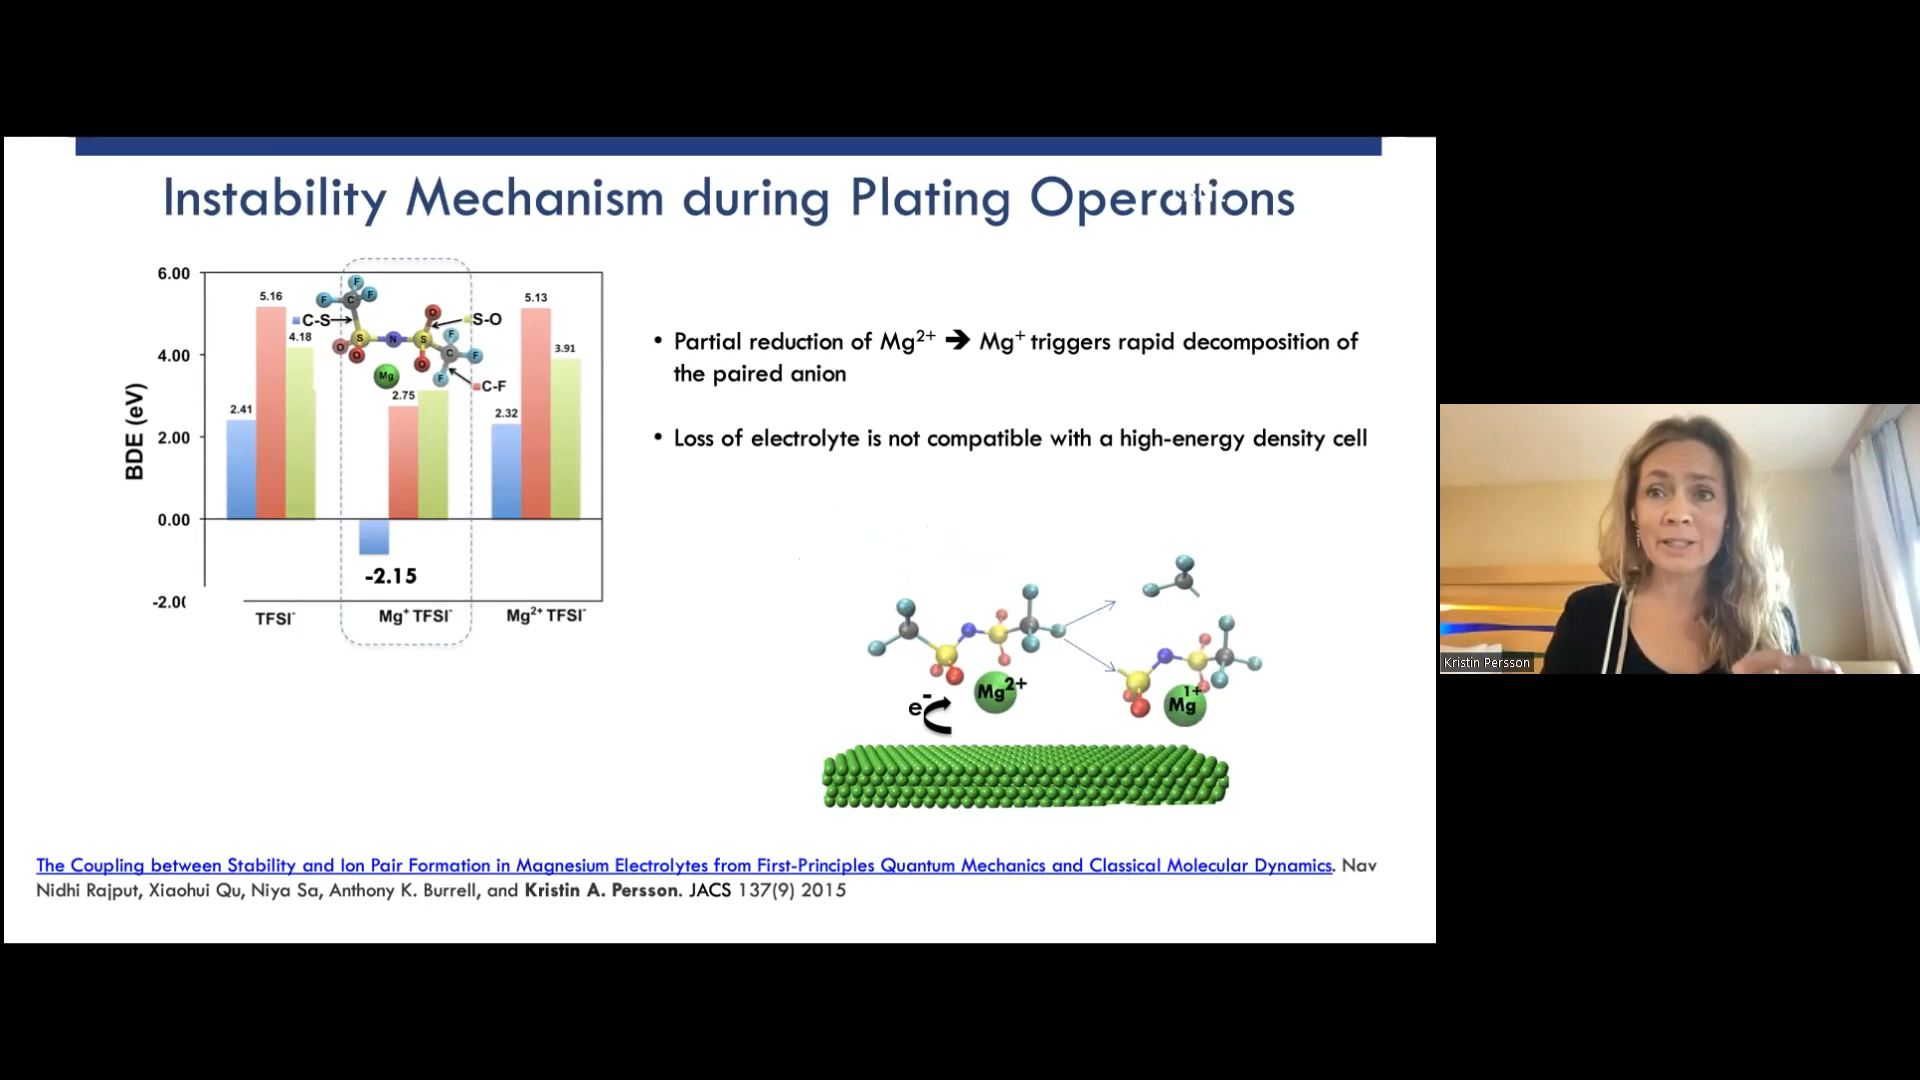 Instability Mechanism during Plating Operations
6.00
4.00
2.00
0.00
-2.0(
BDE (eV)
5.16
4.18
2.41
2.75
-2.15
5.13
3.91
2.32
C-S
S-O
C-F
F
F
F
C
S
N
S
O
O
O
O
F
C
F
F
Mg
TFSI⁻
Mg⁺ TFSI⁻
Mg²⁺ TFSI⁻
• Partial reduction of Mg²⁺ ➔ Mg⁺ triggers rapid decomposition of
the paired anion
• Loss of electrolyte is not compatible with a high-energy density cell
e⁻
Mg²⁺
Mg¹⁺
The Coupling between Stability and Ion Pair Formation in Magnesium Electrolytes from First-Principles Quantum Mechanics and Classical Molecular Dynamics. Nav
Nidhi Rajput, Xiaohui Qu, Niya Sa, Anthony K. Burrell, and Kristin A. Persson. JACS 137(9) 2015
Kristin Persson